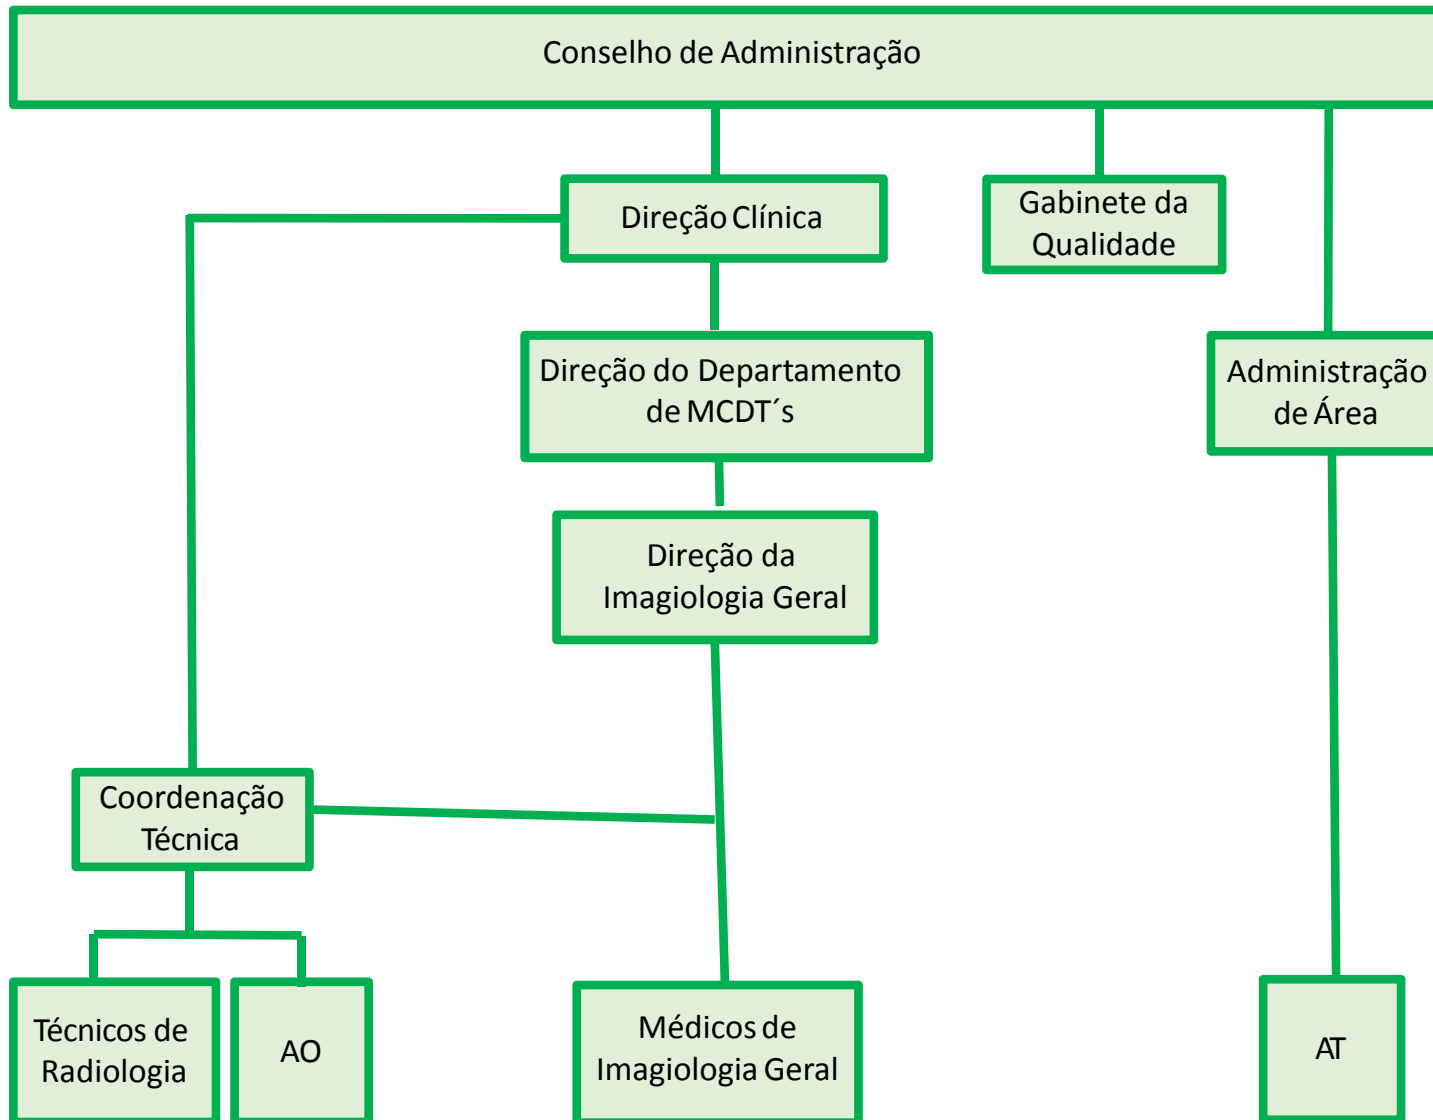 Conselho de Administração
Direção Clínica
Gabinete da
Qualidade
Direção do Departamento
de MCDT´s
Administração
de Área
Direção da
Imagiologia Geral
Coordenação
Técnica
Técnicos de
Radiologia
AO
Médicos de
Imagiologia Geral
AT